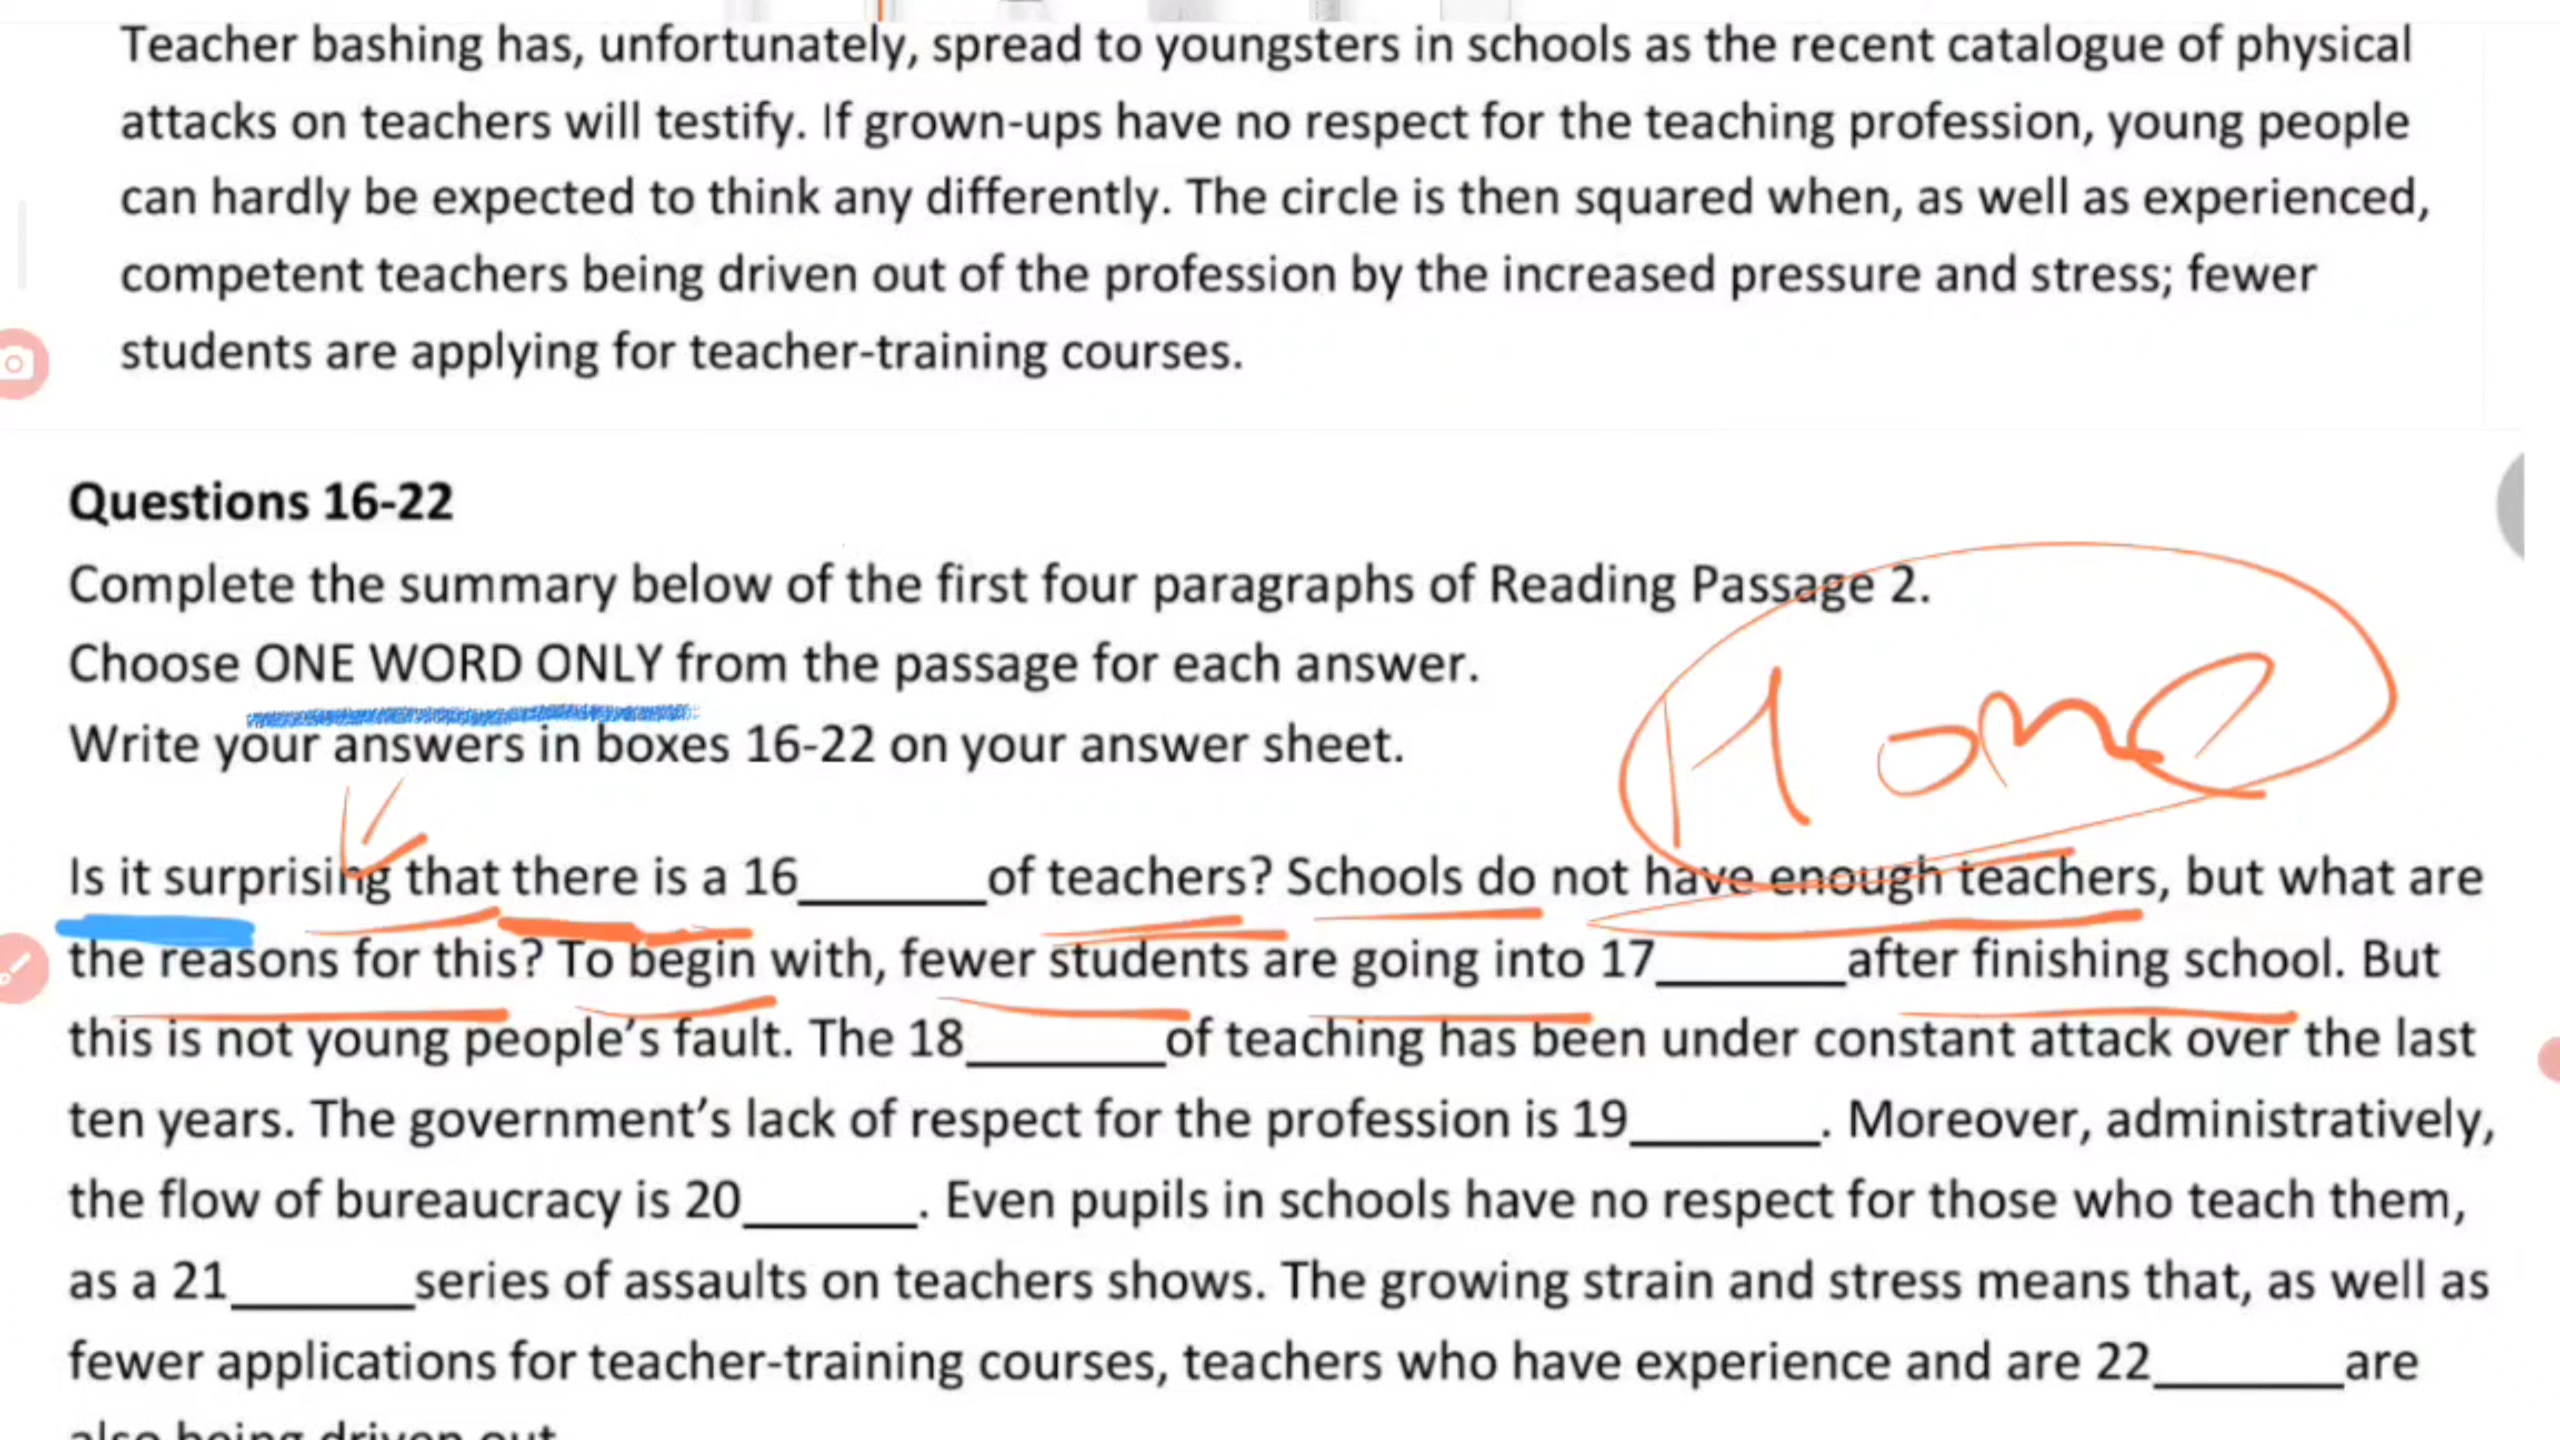 Teacher bashing has, unfortunately, spread to youngsters in schools as the recent catalogue of physical
attacks on teachers will testify. If grown-ups have no respect for the teaching profession, young people
can hardly be expected to think any differently. The circle is then squared when, as well as experienced,
competent teachers being driven out of the profession by the increased pressure and stress; fewer
students are applying for teacher-training courses.
Questions 16-22
Complete the summary below of the first four paragraphs of Reading Passage 2.
Choose ONE WORD ONLY from the passage for each answer.
Write your answers in boxes 16-22 on your answer sheet.
Home
Is it surprising that there is a 16_______of teachers? Schools do not have enough teachers, but what are
the reasons for this? To begin with, fewer students are going into 17_______after finishing school. But
this is not young people’s fault. The 18_______of teaching has been under constant attack over the last
ten years. The government’s lack of respect for the profession is 19_______. Moreover, administratively,
the flow of bureaucracy is 20_______. Even pupils in schools have no respect for those who teach them,
as a 21_______series of assaults on teachers shows. The growing strain and stress means that, as well as
fewer applications for teacher-training courses, teachers who have experience and are 22_______are
also being driven out.